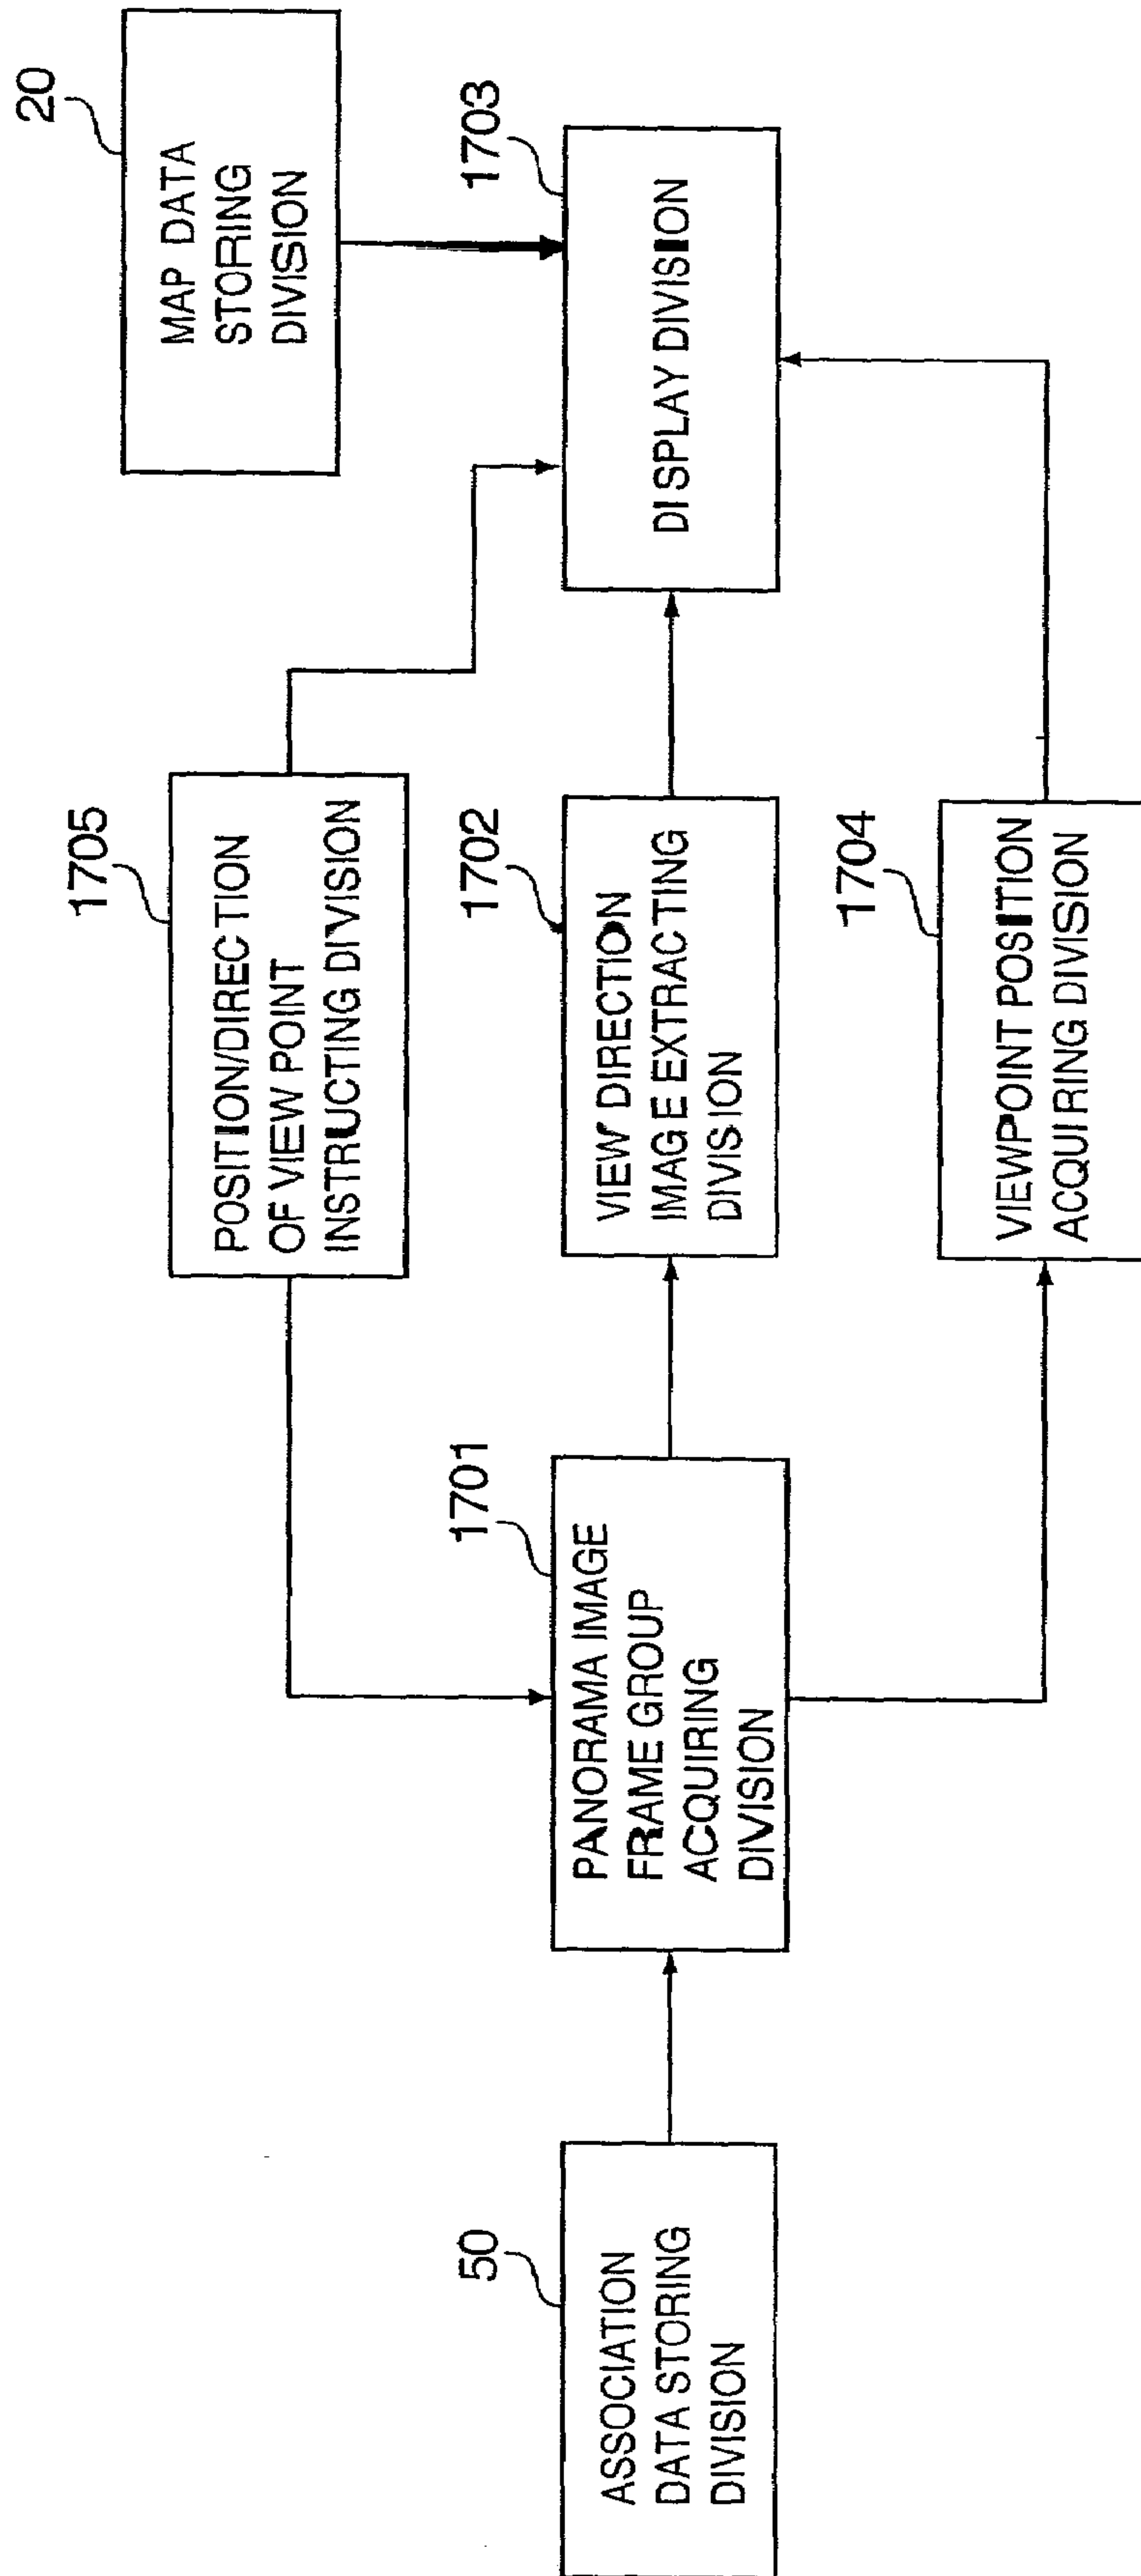 20
MAP DATA
STORING
DIVISION
1705
POSITION/DIRECTION
OF VIEW POINT
INSTRUCTING DIVISION
1703
DISPLAY DIVISION
1702
VIEW DIRECTION
IMAGE EXTRACTING
DIVISION
1701
PANORAMA IMAGE
FRAME GROUP
ACQUIRING
DIVISION
50
ASSOCIATION
DATA STORING
DIVISION
1704
VIEWPOINT POSITION
ACQUIRING DIVISION